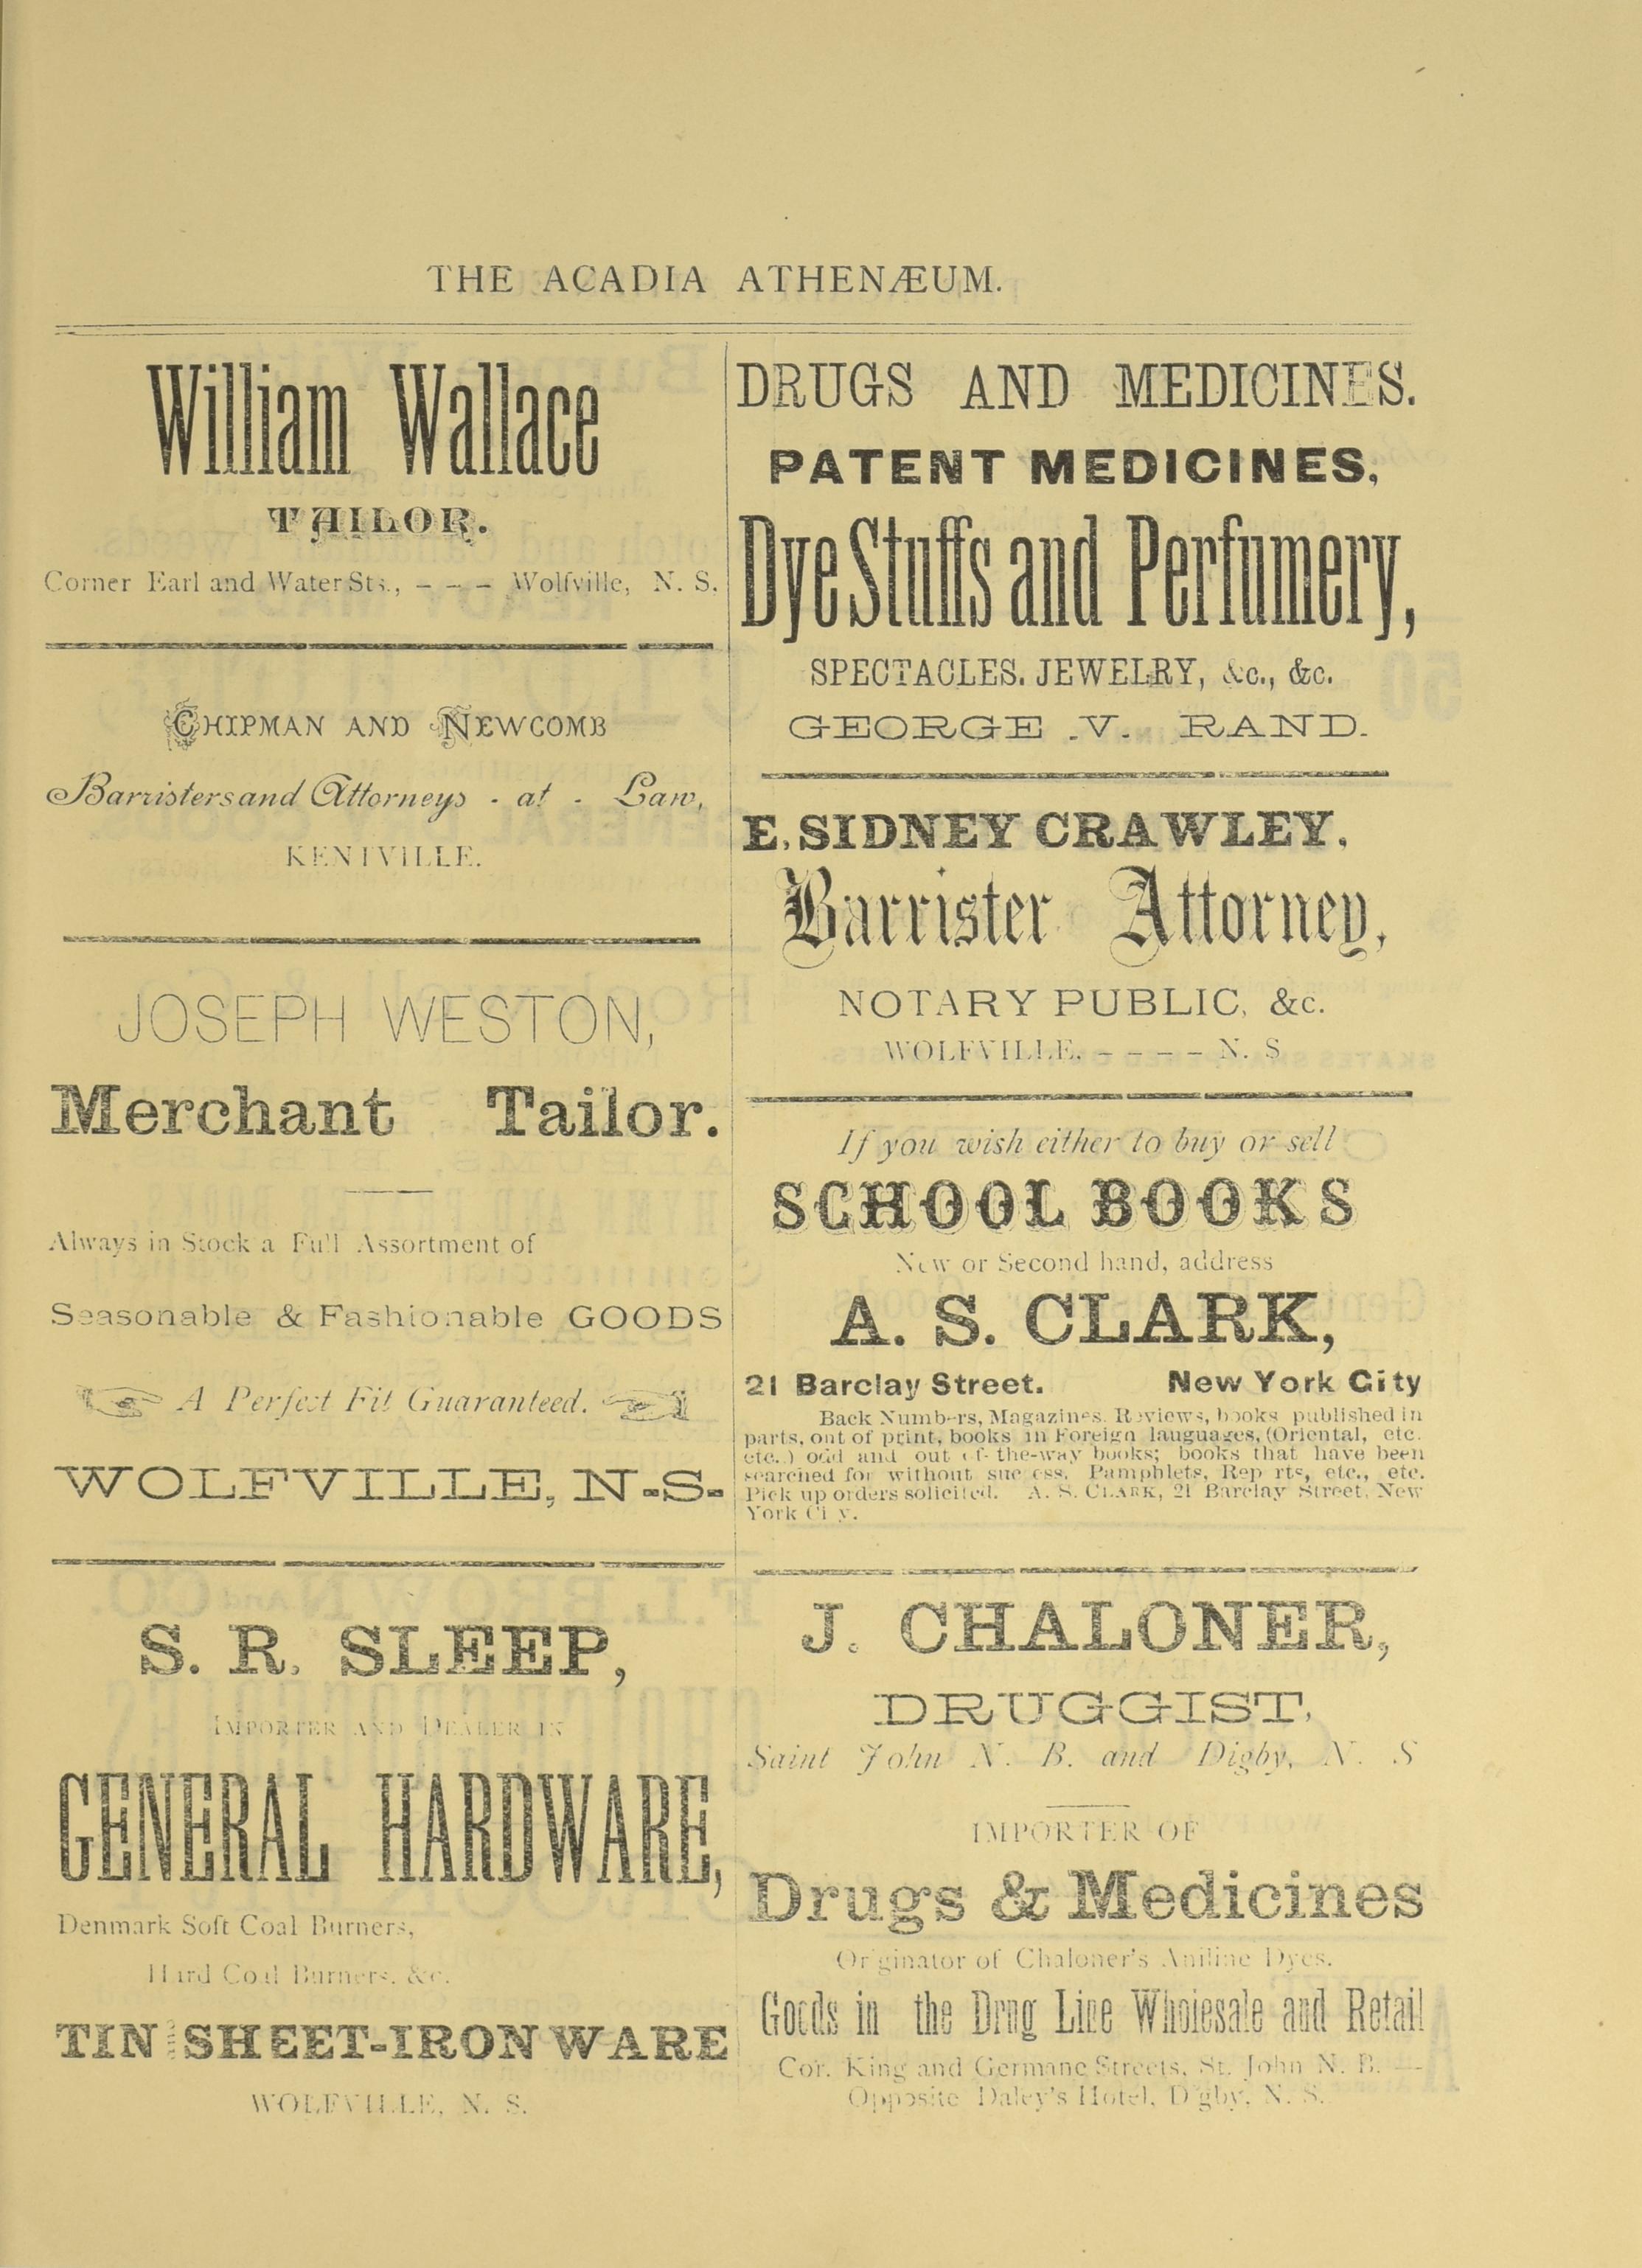 THE ACADIA ATHENÆUM.
William Wallace
TAILOR.
Corner Earl and Water Sts., – – – Wolfville, N. S.
CHIPMAN AND NEWCOMB
Barristers and Attorneys - at - Law,
KENTVILLE.
JOSEPH WESTON,
Merchant Tailor.
Always in Stock a Full Assortment of
Seasonable & Fashionable GOODS
A Perfect Fit Guaranteed.
WOLFVILLE, N.S.
S. R. SLEEP,
IMPORTER AND DEALER IN
GENERAL HARDWARE,
Denmark Soft Coal Burners,
Hard Coal Burners, &c.
TIN AND SHEET-IRON WARE
WOLFVILLE, N. S.
DRUGS AND MEDICINES.
PATENT MEDICINES,
Dye Stuffs and Perfumery,
SPECTACLES. JEWELRY, &c., &c.
GEORGE .V. RAND.
E. SIDNEY CRAWLEY,
Barrister Attorney,
NOTARY PUBLIC, &c.
WOLFVILLE, – – – – N. S
If you wish either to buy or sell
SCHOOL BOOKS
New or Second hand, address
A. S. CLARK,
21 Barclay Street. New York City
Back Numbers, Magazines, Reviews, books published in
parts, out of print, books in Foreign lauguages, (Oriental, etc.
etc.) odd and out of-the-way books; books that have been
searched for without success. Pamphlets, Reports, etc., etc.
Pick up orders solicited. A. S. CLARK, 21 Barclay Street, New
York City.
J. CHALONER,
DRUGGIST,
Saint John N. B. and Digby, N. S
IMPORTER OF
Drugs & Medicines
Originator of Chaloner's Aniline Dyes.
Goods in the Drug Line Wholesale and Retail
Cor. King and Germane Streets, St. John N. B. —
Opposite Daley's Hotel, Digby, N. S.